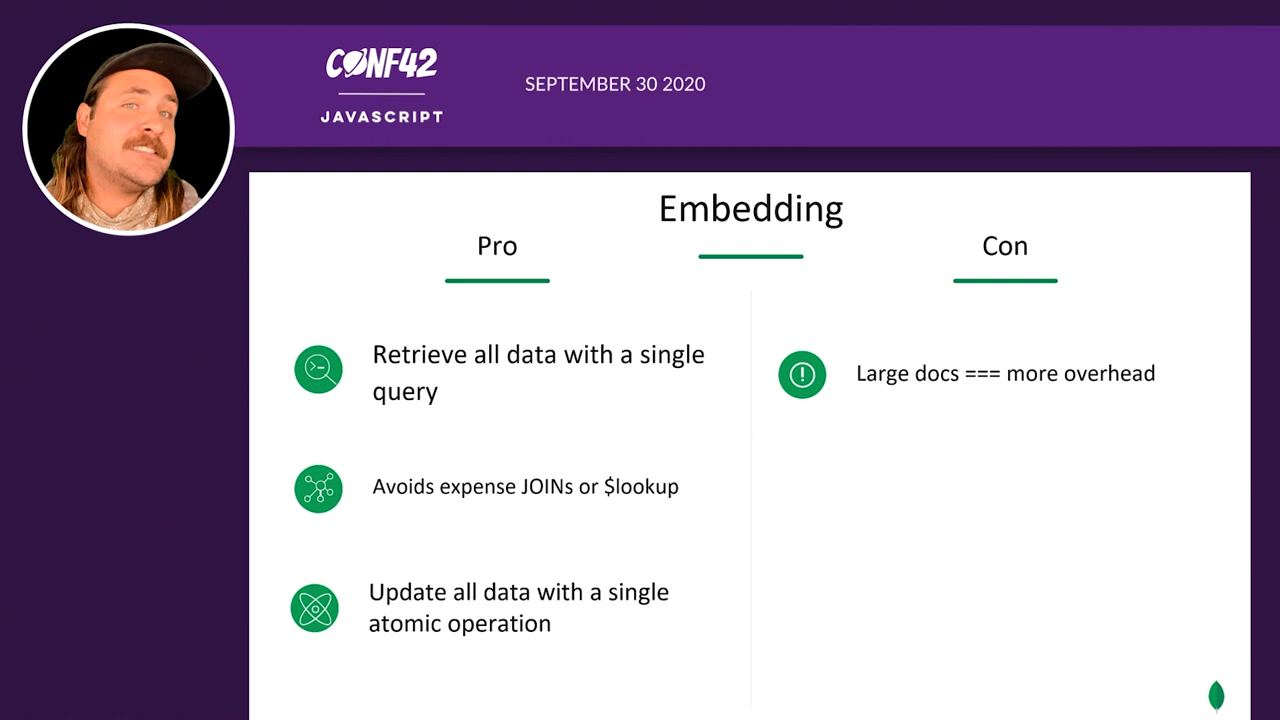 CONF42
JAVASCRIPT
SEPTEMBER 30 2020
Embedding
Pro
Con
Retrieve all data with a single
query
Avoids expense JOINs or $lookup
Update all data with a single
atomic operation
Large docs === more overhead